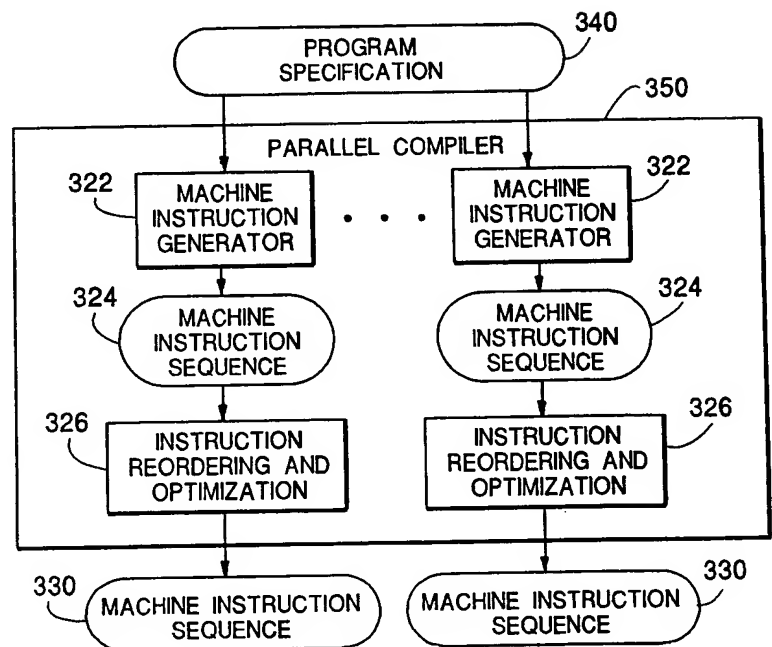 340
PROGRAM
SPECIFICATION
350
PARALLEL COMPILER
322
MACHINE
INSTRUCTION
GENERATOR
. . .
322
MACHINE
INSTRUCTION
GENERATOR
324
MACHINE
INSTRUCTION
SEQUENCE
324
MACHINE
INSTRUCTION
SEQUENCE
326
INSTRUCTION
REORDERING AND
OPTIMIZATION
326
INSTRUCTION
REORDERING AND
OPTIMIZATION
330
MACHINE INSTRUCTION
SEQUENCE
330
MACHINE INSTRUCTION
SEQUENCE